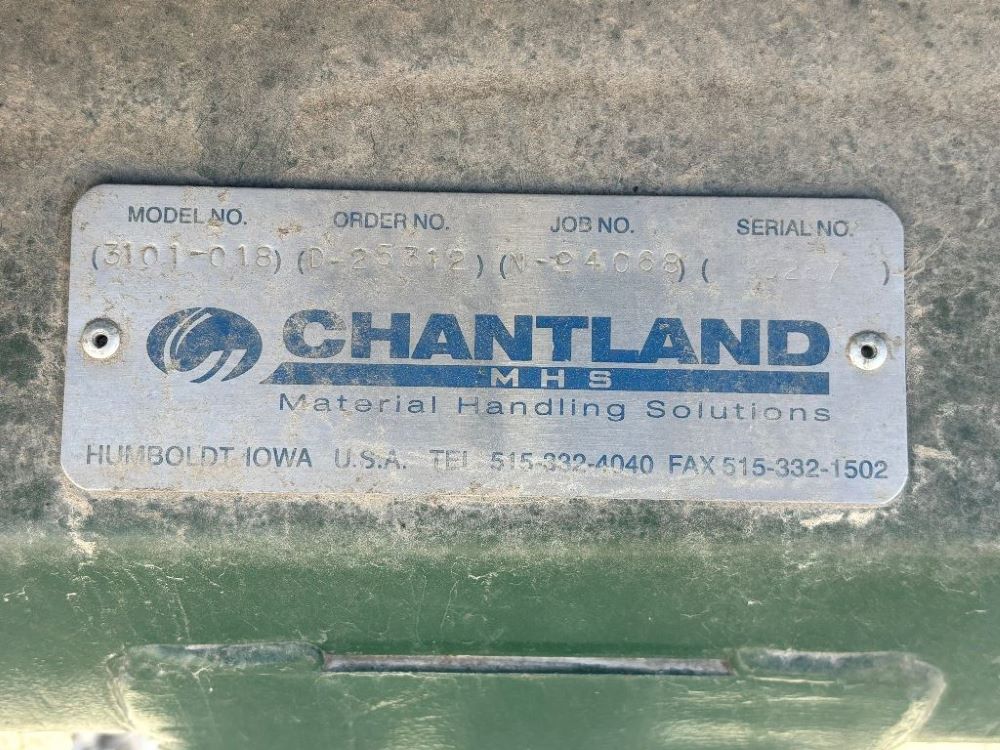 MODEL NO. ORDER NO. JOB NO. SERIAL NO.
(3101-018) (D-25312) (N-24068) ( )
CHANTLAND
MHS
Material Handling Solutions
HUMBOLDT IOWA U.S.A. TEL 515-332-4040 FAX 515-332-1502